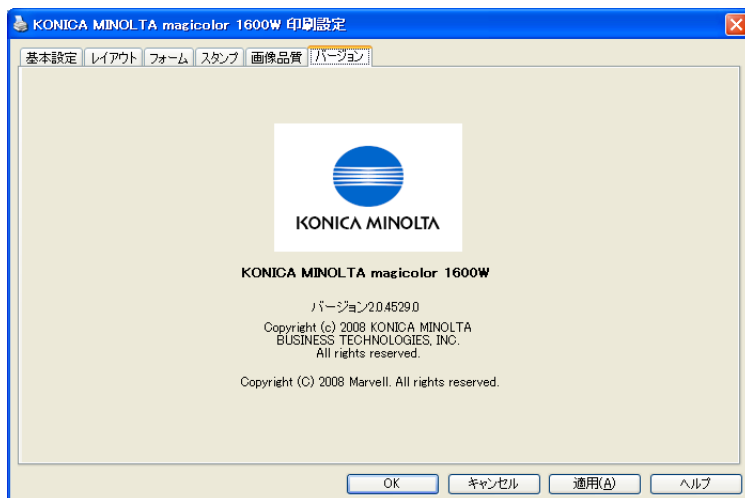 KONICA MINOLTA magicolor 1600W 印刷設定
基本設定 レイアウト フォーム スタンプ 画像品質 バージョン
KONICA MINOLTA
KONICA MINOLTA magicolor 1600W
バージョン2.0.4529.0
Copyright (c) 2008 KONICA MINOLTA
BUSINESS TECHNOLOGIES, INC.
All rights reserved.
Copyright (C) 2008 Marvell. All rights reserved.
OK キャンセル 適用(A) ヘルプ